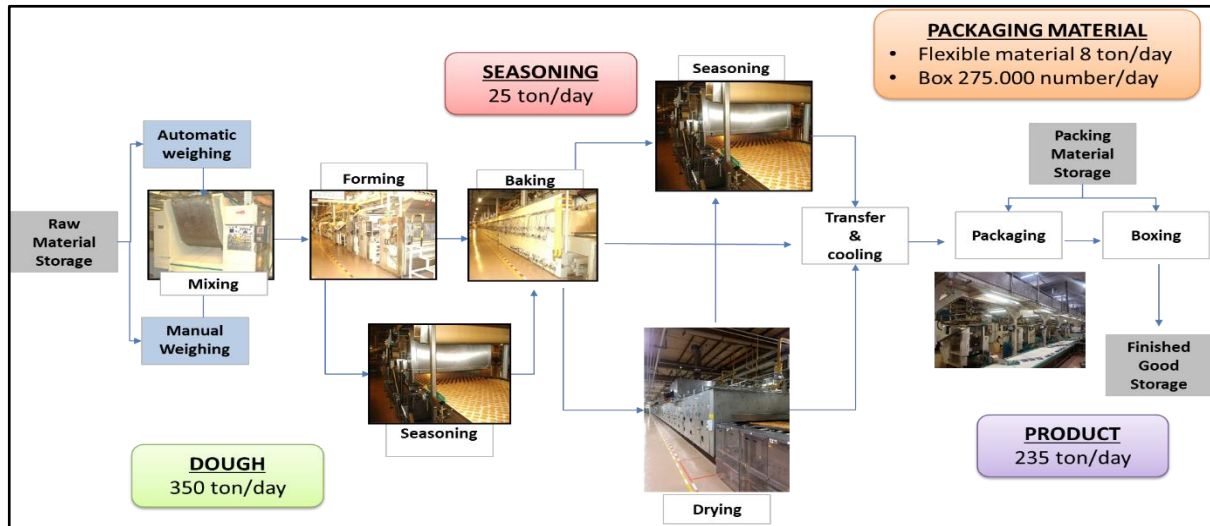 SEASONING
25 ton/day
PACKAGING MATERIAL
• Flexible material 8 ton/day
• Box 275.000 number/day
Seasoning
Automatic
weighing
Forming
Baking
Packing
Material
Storage
Raw
Material
Storage
Mixing
Transfer
&
cooling
Packaging
Boxing
Manual
Weighing
Seasoning
Finished
Good
Storage
DOUGH
350 ton/day
PRODUCT
235 ton/day
Drying